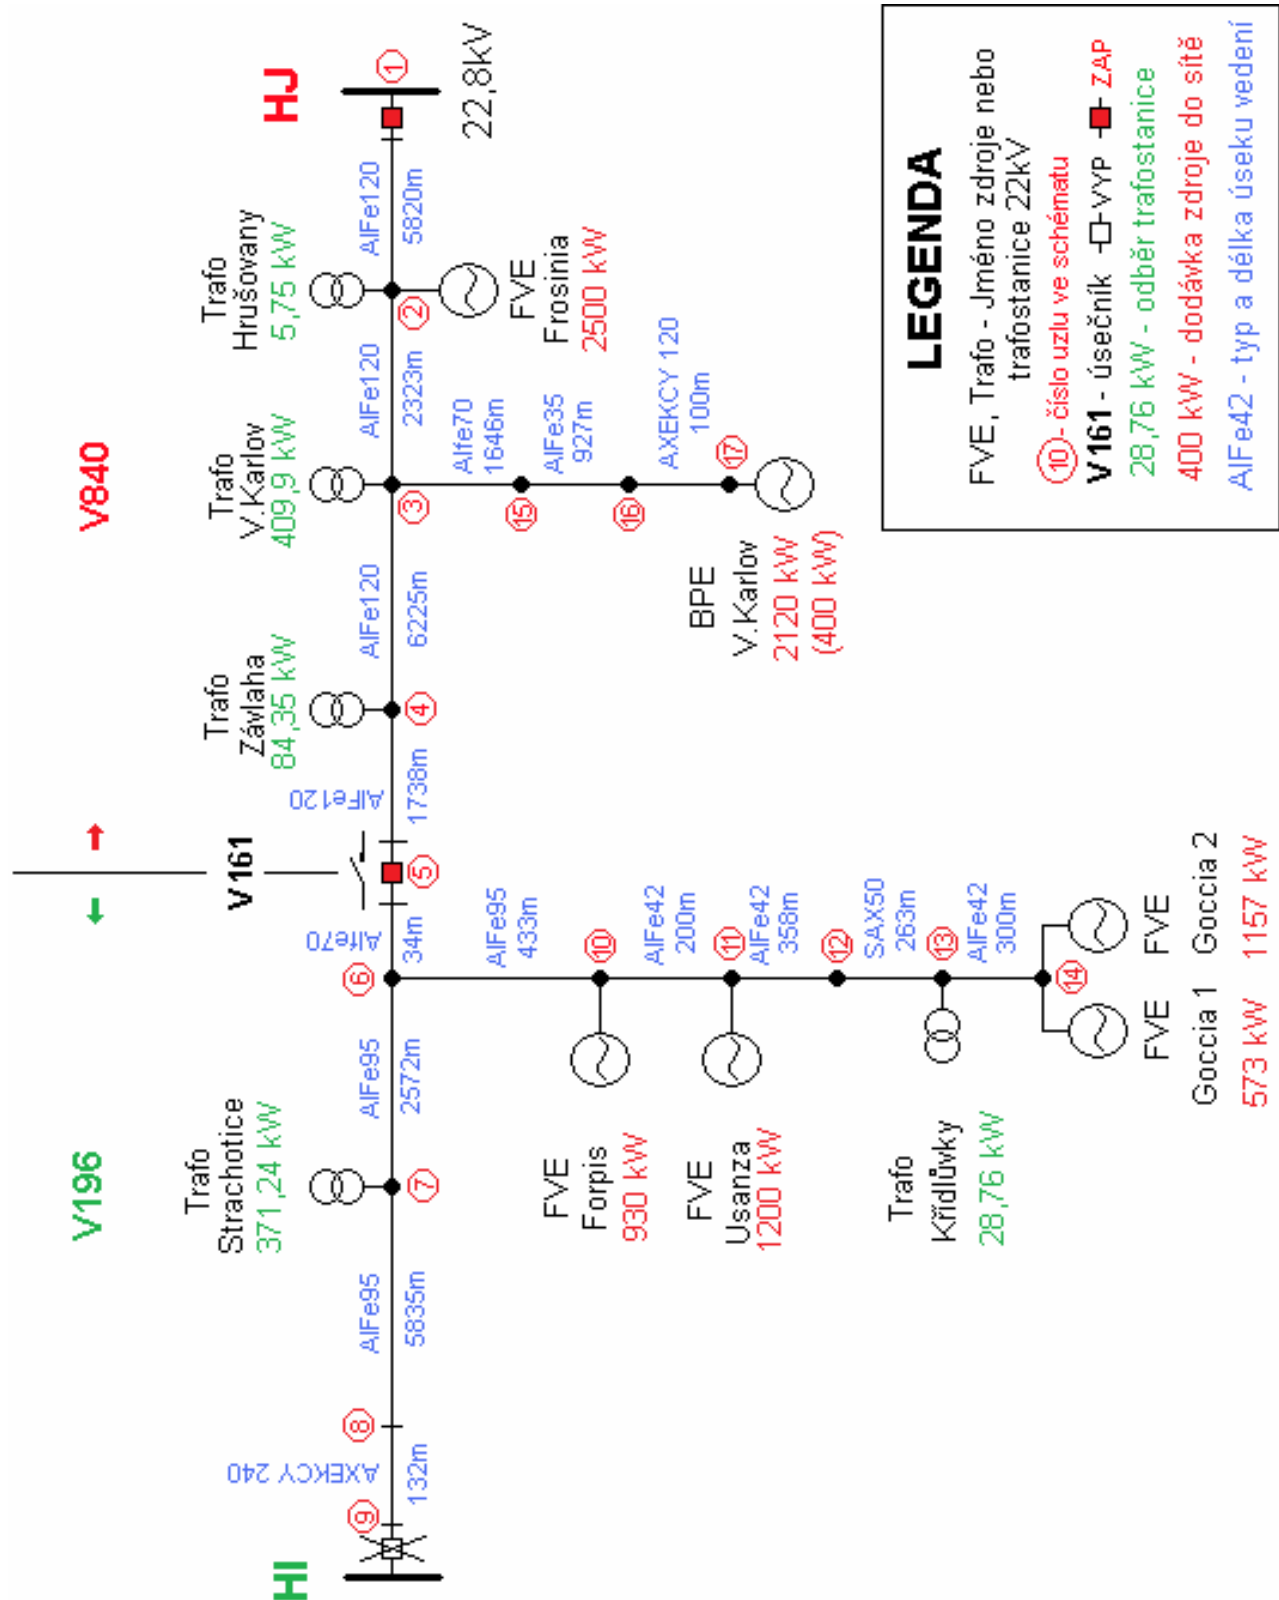 V196
V840
HI
HJ
22,8kV
V161
Trafo
Strachotice
371,24 kW
Trafo
Závlaha
84,35 kW
Trafo
V.Karlov
409,9 kW
Trafo
Hrušovany
5,75 kW
AXEKCY 240
132m
AlFe95
5835m
AlFe95
2572m
Alfe70
34m
AlFe120
1738m
AlFe120
6225m
AlFe120
2323m
AlFe120
5820m
9
8
7
6
5
4
3
2
1
AlFe95
433m
10
AlFe42
200m
11
AlFe42
358m
12
SAX50
263m
13
AlFe42
300m
14
FVE
Forpis
930 kW
FVE
Usanza
1200 kW
Trafo
Křídlůvky
28,76 kW
FVE
Goccia 1
573 kW
FVE
Goccia 2
1157 kW
Alfe70
1646m
15
AlFe35
927m
16
AXEKCY 120
100m
17
BPE
V.Karlov
2120 kW
(400 kW)
FVE
Frosinia
2500 kW
LEGENDA
FVE, Trafo - Jméno zdroje nebo
trafostanice 22kV
10 - číslo uzlu ve schématu
V161 - úsečník VYP ZAP
28,76 kW - odběr trafostanice
400 kW - dodávka zdroje do sítě
AlFe42 - typ a délka úseku vedení